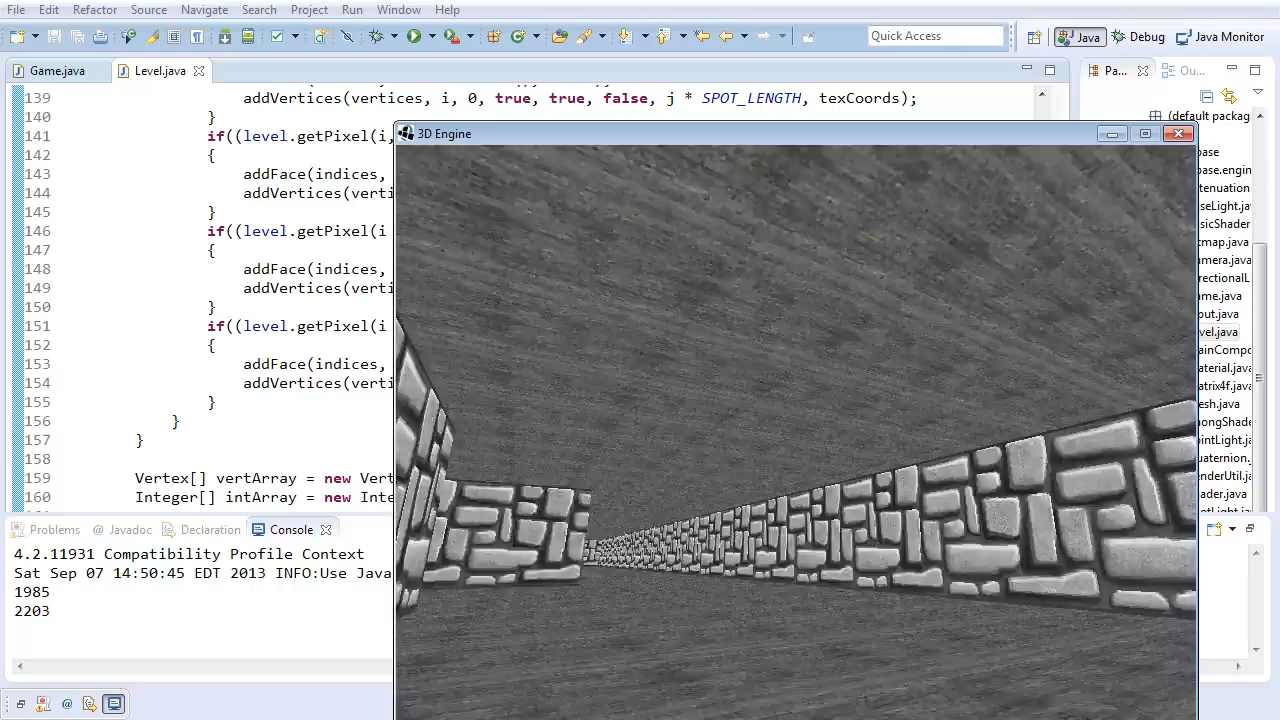 File Edit Refactor Source Navigate Search Project Run Window Help
Quick Access Java Debug Java Monitor
Game.java Level.java Pa... Ou...
139 addVertices(vertices, i, 0, true, true, false, j * SPOT_LENGTH, texCoords);
140 }
141 if((level.getPixel(i,
142 {
143 addFace(indices,
144 addVertices(verti
145 }
146 if((level.getPixel(i
147 {
148 addFace(indices,
149 addVertices(verti
150 }
151 if((level.getPixel(i
152 {
153 addFace(indices,
154 addVertices(verti
155 }
156 }
157 }
158
159 Vertex[] vertArray = new Vert
160 Integer[] intArray = new Inte
3D Engine
(default packag
base
base.engin
tenuation
seLight.ja
sicShader
tmap.java
mera.java
irectionalL
me.java
put.java
vel.java
ainCompo
aterial.java
atrix4f.java
esh.java
ongShade
intLight.ja
uaternion.
enderUtil.j
ader.java
Problems Javadoc Declaration Console
4.2.11931 Compatibility Profile Context
Sat Sep 07 14:50:45 EDT 2013 INFO:Use Java
1985
2203